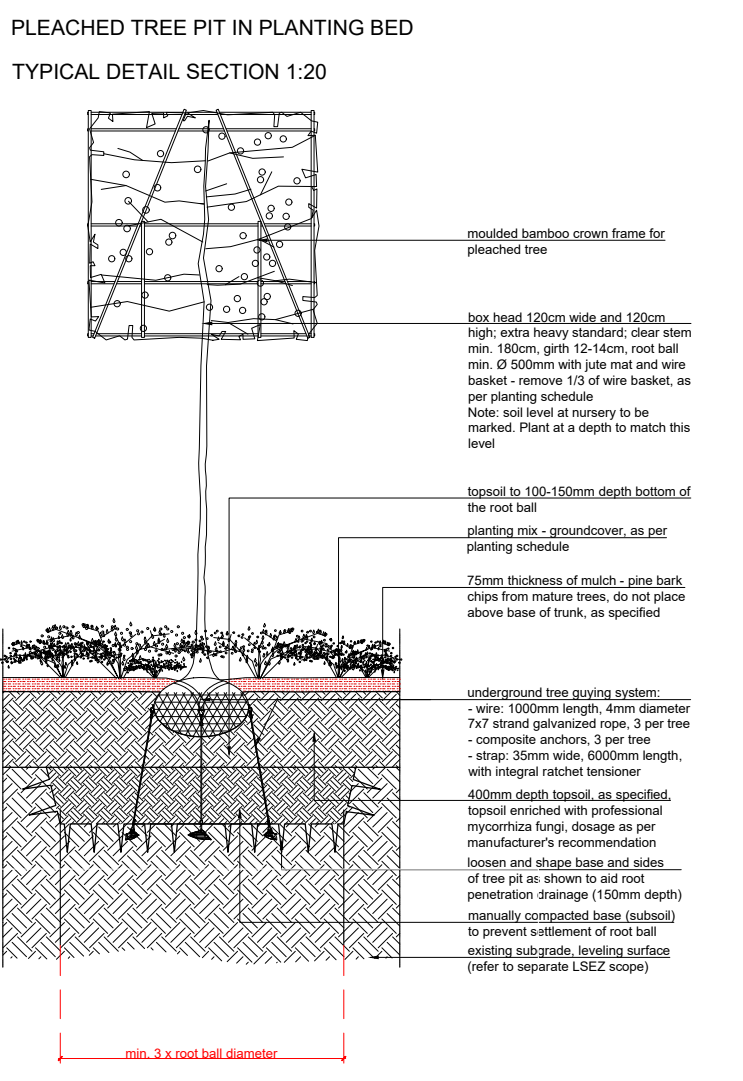 PLEACHED TREE PIT IN PLANTING BED
TYPICAL DETAIL SECTION 1:20
moulded bamboo crown frame for
pleached tree
box head 120cm wide and 120cm
high; extra heavy standard; clear stem
min. 180cm, girth 12-14cm, root ball
min. Ø 500mm with jute mat and wire
basket - remove 1/3 of wire basket, as
per planting schedule
Note: soil level at nursery to be
marked. Plant at a depth to match this
level
topsoil to 100-150mm depth bottom of
the root ball
planting mix - groundcover, as per
planting schedule
75mm thickness of mulch - pine bark
chips from mature trees, do not place
above base of trunk, as specified
underground tree guying system:
- wire: 1000mm length, 4mm diameter
7x7 strand galvanized rope, 3 per tree
- composite anchors, 3 per tree
- strap: 35mm wide, 6000mm length,
with integral ratchet tensioner
400mm depth topsoil, as specified,
topsoil enriched with professional
mycorrhiza fungi, dosage as per
manufacturer's recommendation
loosen and shape base and sides
of tree pit as shown to aid root
penetration drainage (150mm depth)
manually compacted base (subsoil)
to prevent settlement of root ball
existing subgrade, leveling surface
(refer to separate LSEZ scope)
min. 3 x root ball diameter